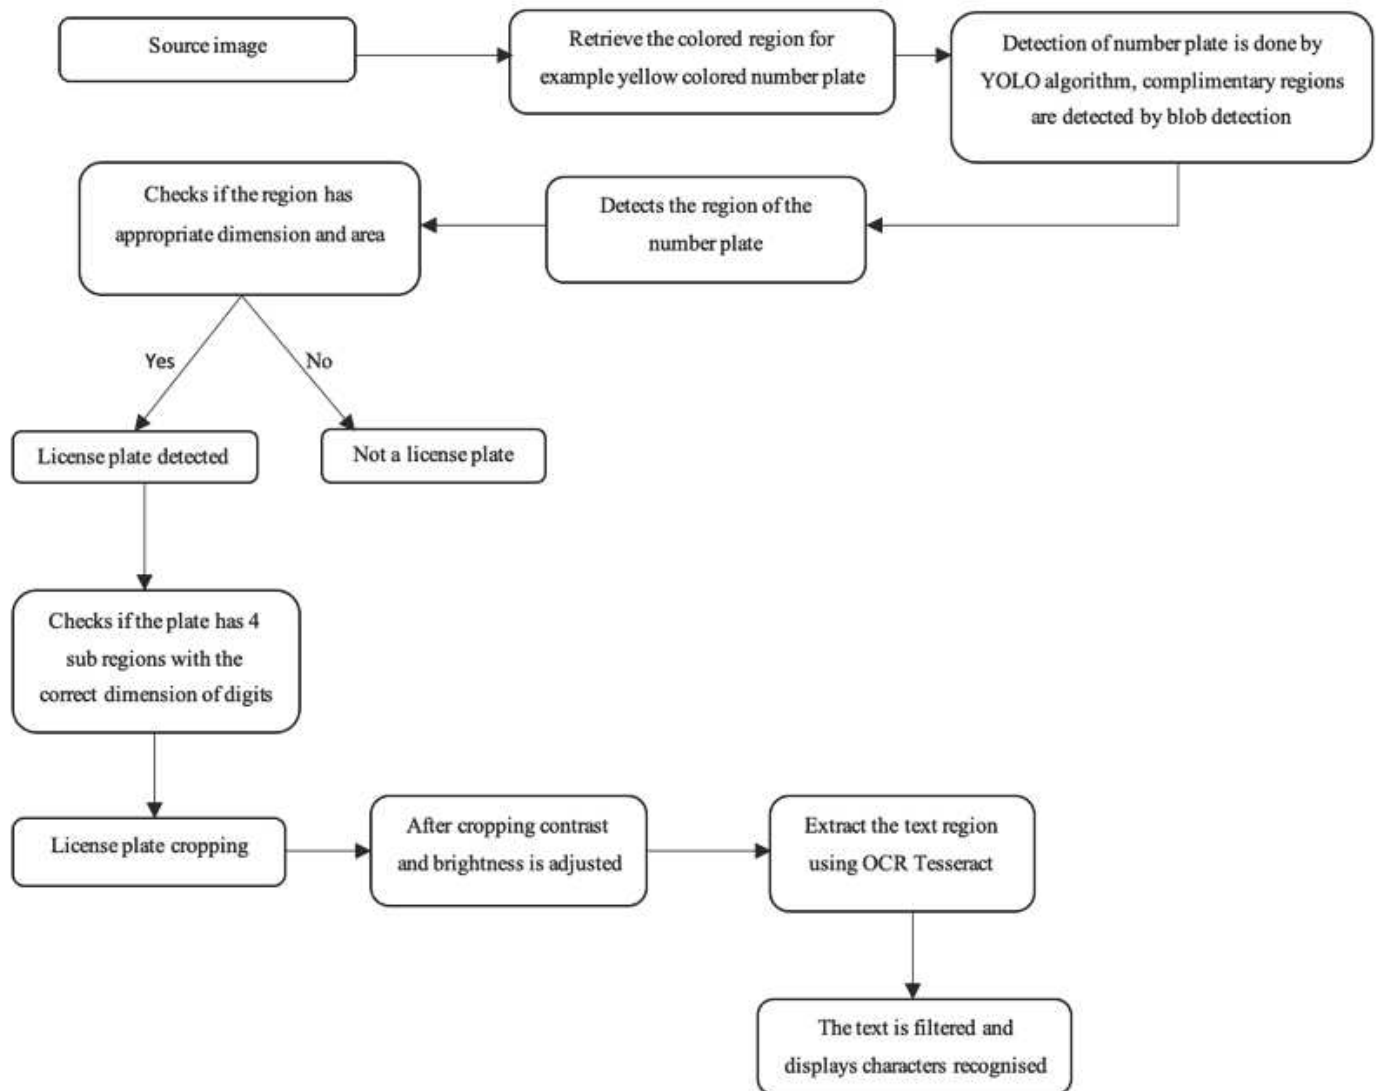 Source image
Retrieve the colored region for
example yellow colored number plate
Detection of number plate is done by
YOLO algorithm, complimentary regions
are detected by blob detection
Checks if the region has
appropriate dimension and area
Detects the region of the
number plate
Yes
No
License plate detected
Not a license plate
Checks if the plate has 4
sub regions with the
correct dimension of digits
License plate cropping
After cropping contrast
and brightness is adjusted
Extract the text region
using OCR Tesseract
The text is filtered and
displays characters recognised